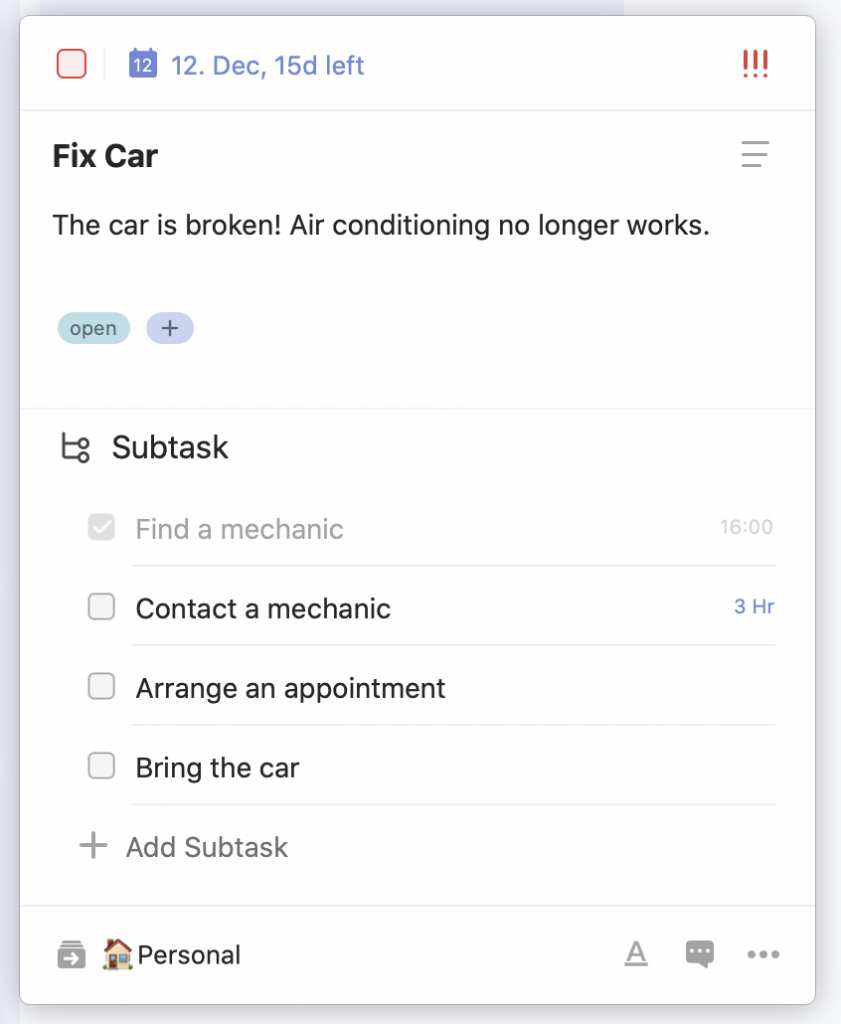 12 12. Dec, 15d left !!!
Fix Car
The car is broken! Air conditioning no longer works.
open +
Subtask
Find a mechanic 16:00
Contact a mechanic 3 Hr
Arrange an appointment
Bring the car
+ Add Subtask
Personal A